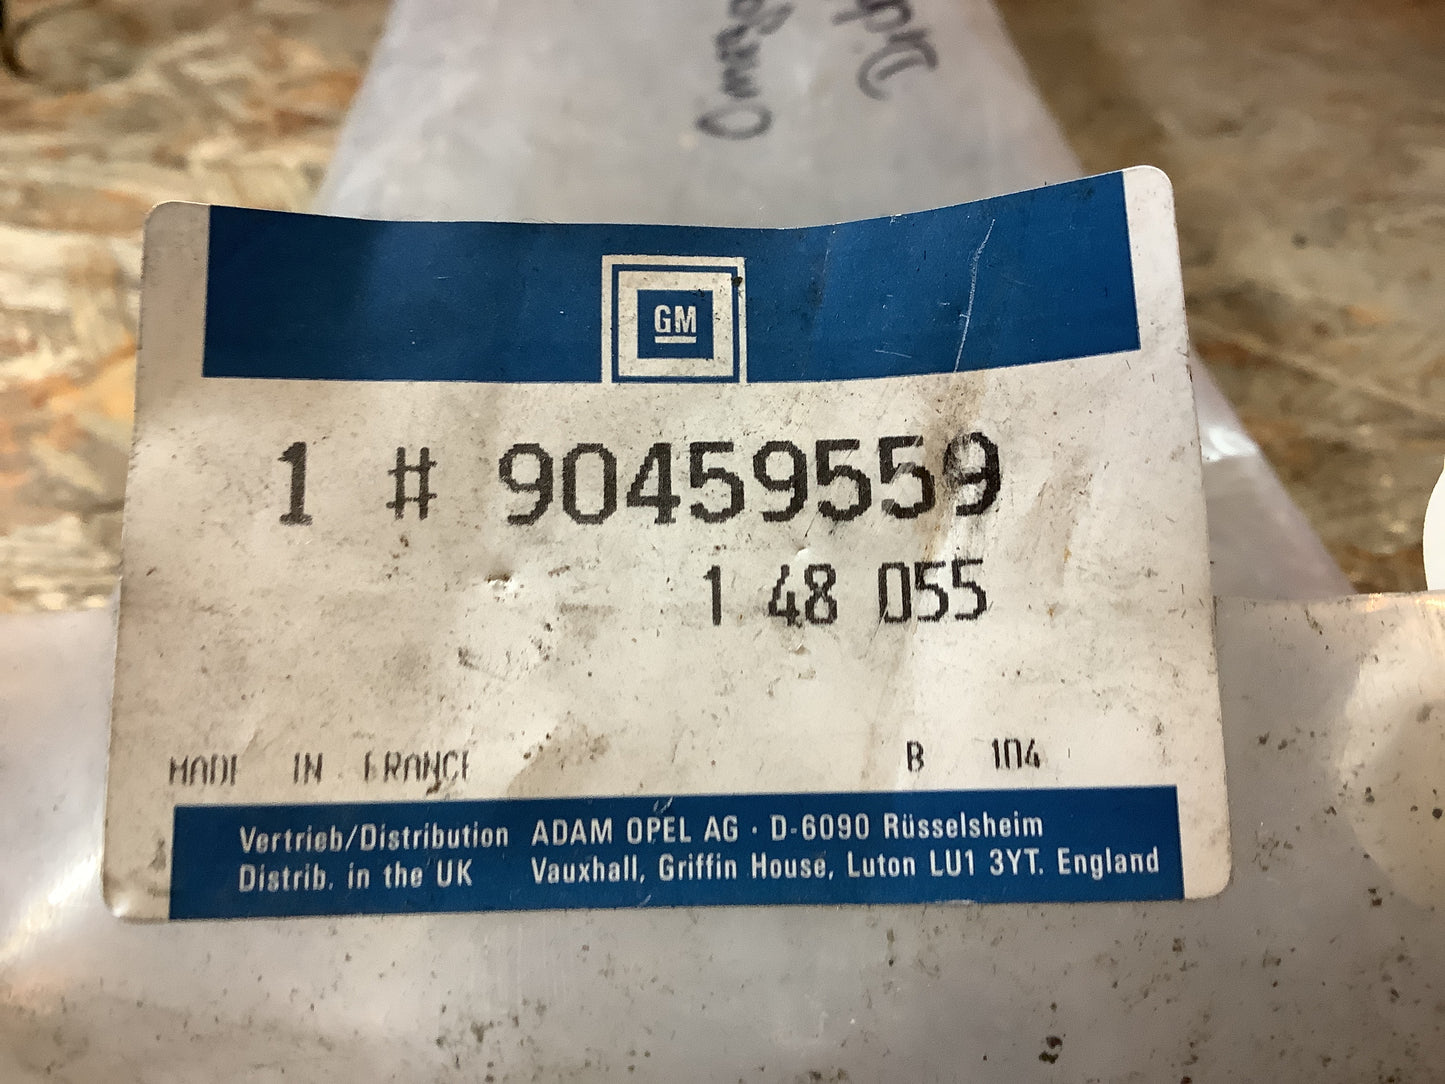 GM
1 # 90459559
1 48 055
MADE IN FRANCE B 104
Vertrieb/Distribution ADAM OPEL AG · D-6090 Rüsselsheim
Distrib. in the UK Vauxhall, Griffin House, Luton LU1 3YT. England